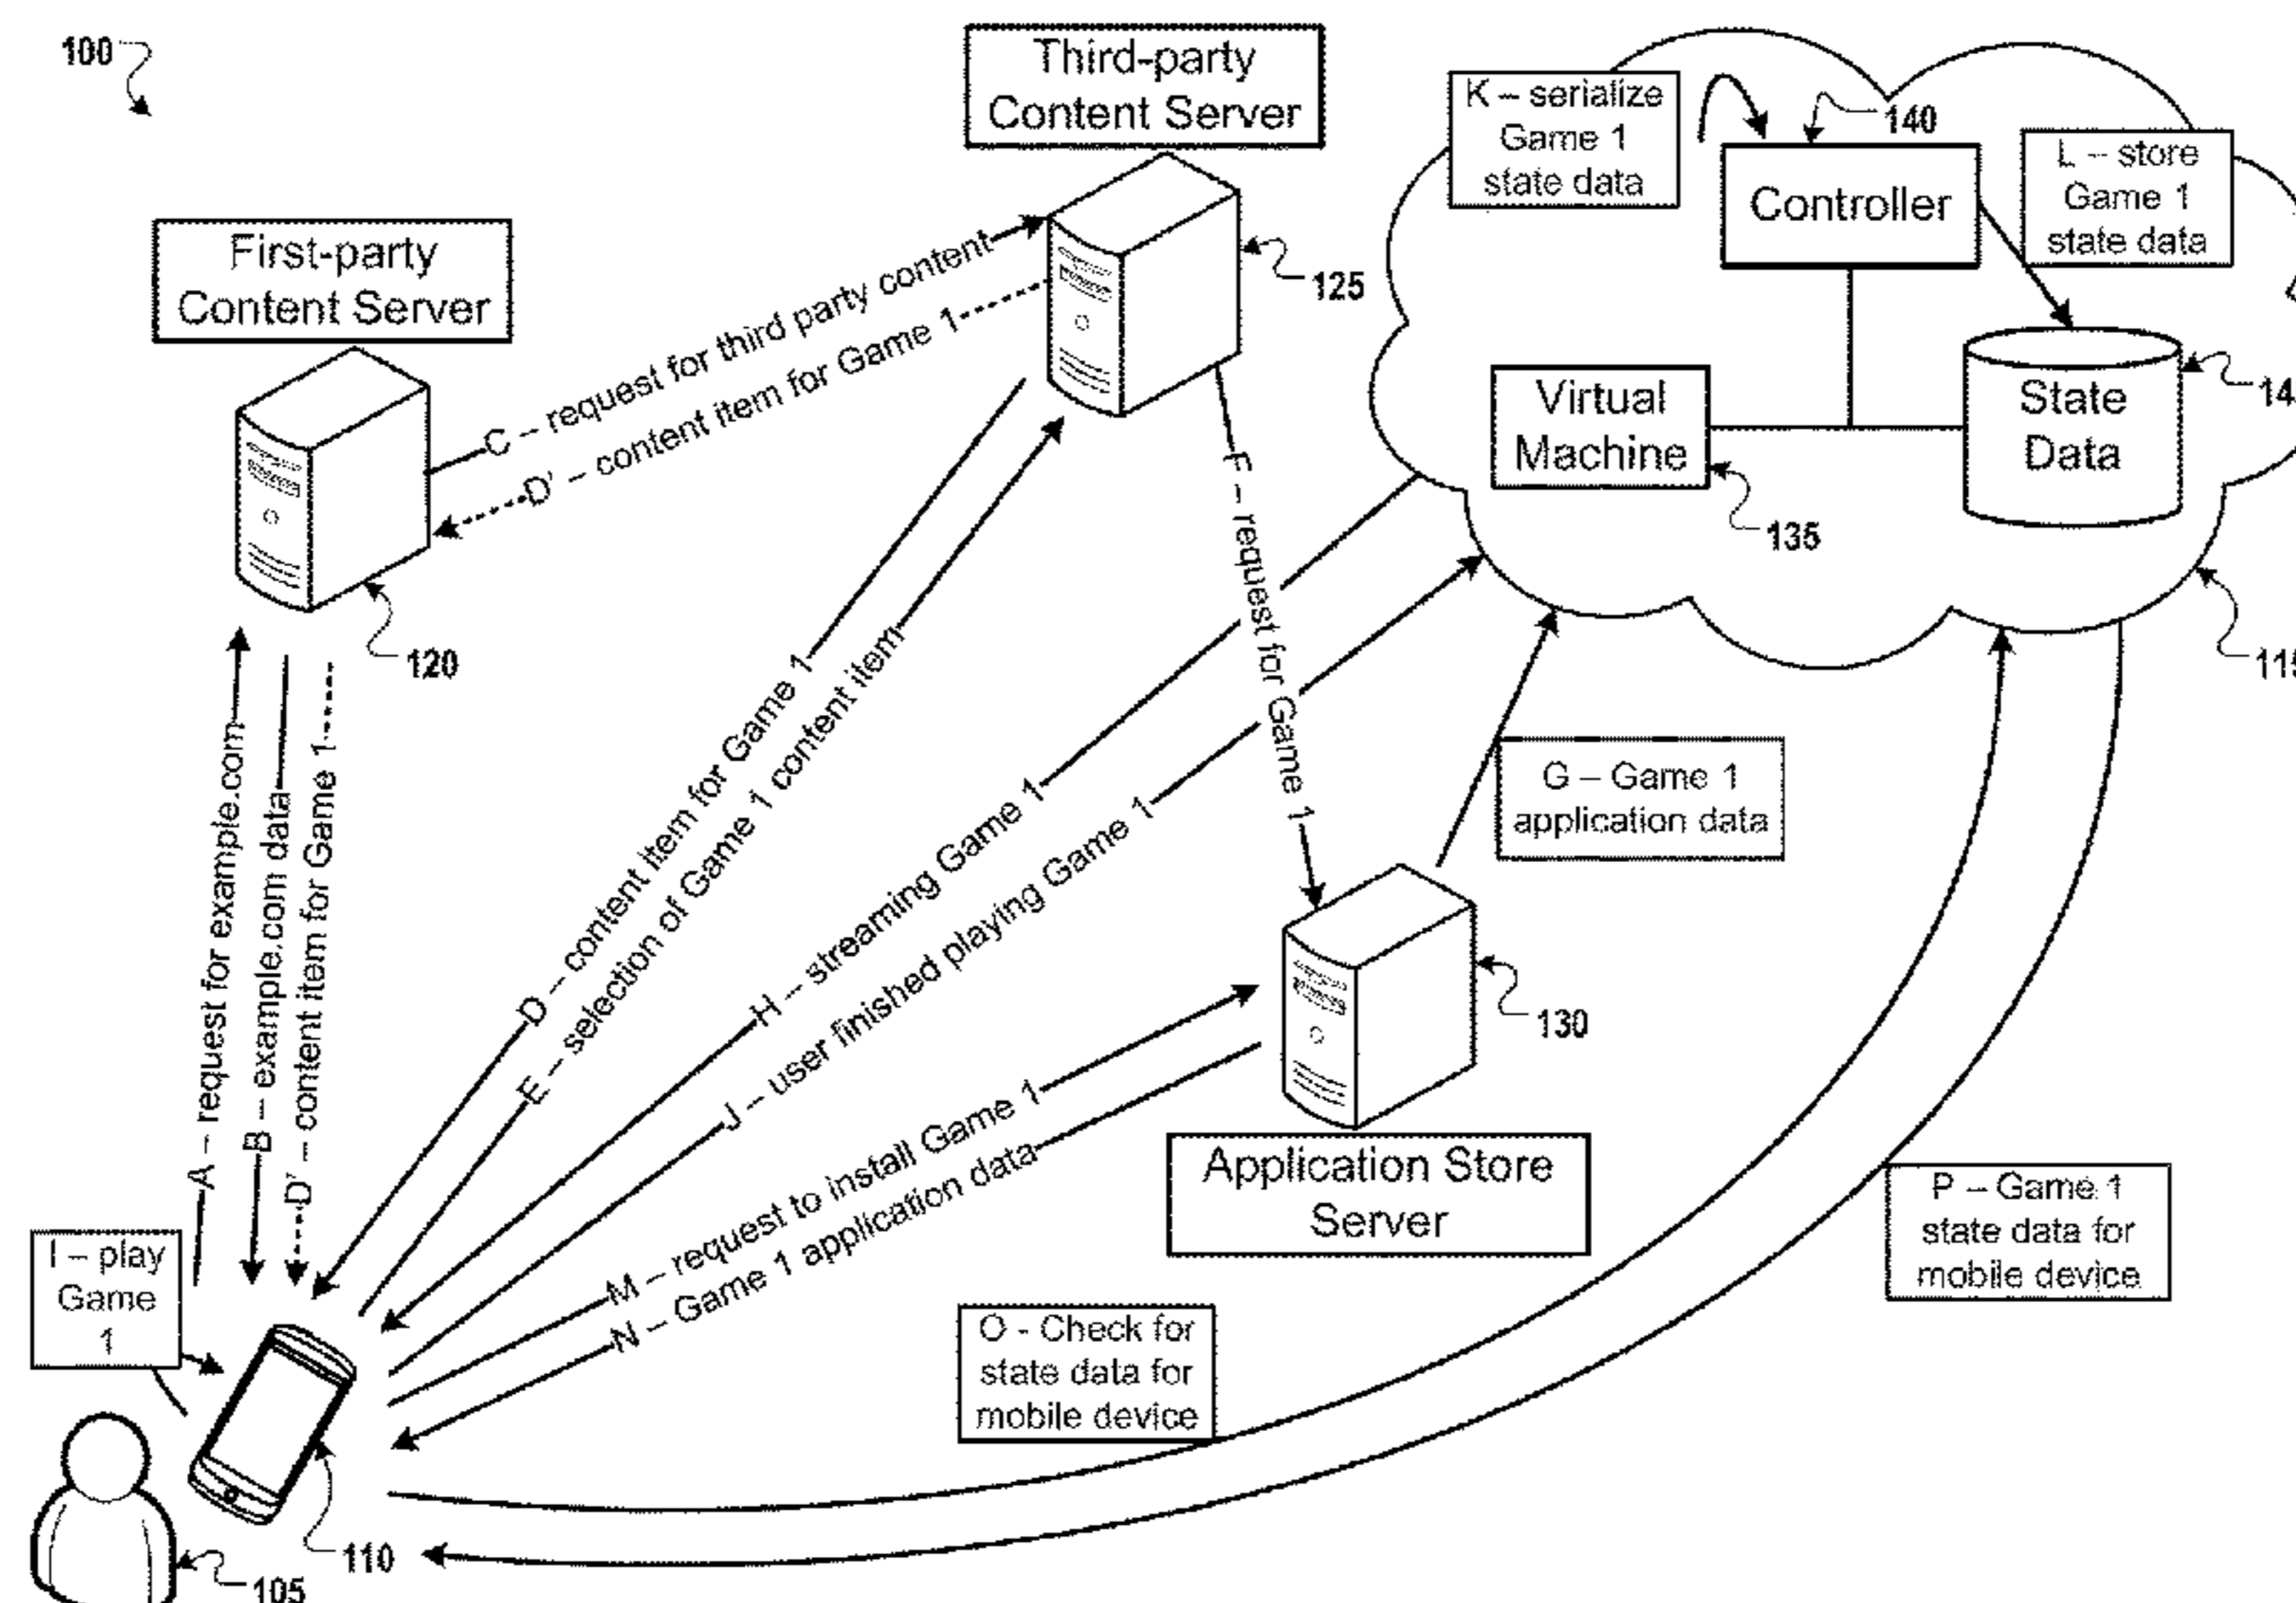 100
Third-party
Content Server
K – serialize
Game 1
state data
140
Controller
L – store
Game 1
state data
First-party
Content Server
C – request for third party content
D' – content item for Game 1
125
Virtual
Machine
State
Data
135
120
F – request for Game 1
G – Game 1
application data
A – request for example.com
B – example.com data
D' – content item for Game 1
D – content item for Game 1
E – selection of Game 1 content item
H – streaming Game 1
J – user finished playing Game 1
130
M – request to install Game 1
N – Game 1 application data
Application Store
Server
P – Game 1
state data for
mobile device
I – play
Game
1
O - Check for
state data for
mobile device
110
105